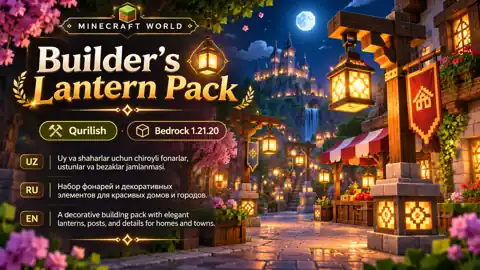 MINECRAFT WORLD
Builder's
Lantern Pack
Qurilish
Bedrock 1.21.20
UZ
Uy va shaharlar uchun chiroyli fonarlar,
ustunlar va bezaklar jamlanmasi.
RU
Набор фонарей и декоративных
элементов для красивых домов и городов.
EN
A decorative building pack with elegant
lanterns, posts, and details for homes and towns.